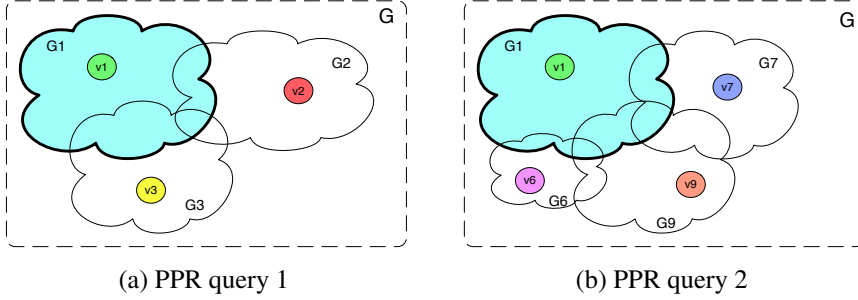 G
G1
v1
G2
v2
v3
G3
(a) PPR query 1
G
G1
v1
G7
v7
v6
G6
v9
G9
(b) PPR query 2